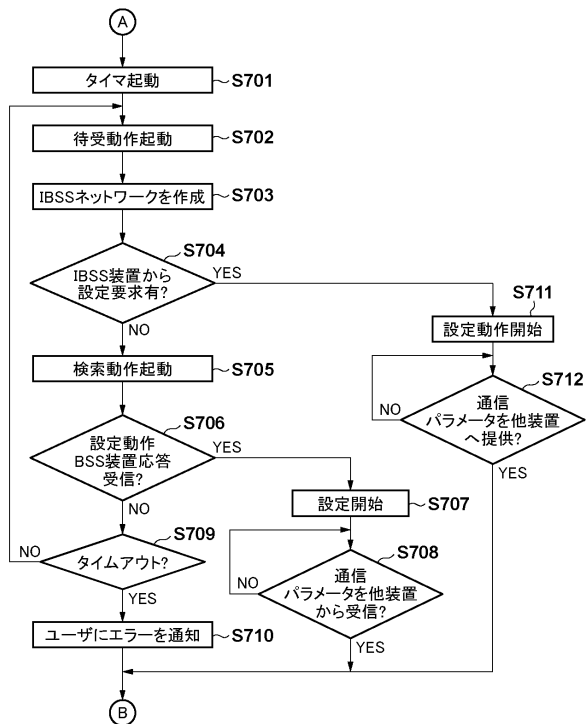 A
タイマ起動
S701
待受動作起動
S702
IBSSネットワークを作成
S703
S704
IBSS装置から
設定要求有?
YES
NO
S711
設定動作開始
検索動作起動
S705
S712
通信
パラメータを他装置
へ提供?
NO
YES
S706
設定動作
BSS装置応答
受信?
YES
NO
設定開始
S707
S709
タイムアウト?
NO
YES
S708
通信
パラメータを他装置
から受信?
NO
YES
ユーザにエラーを通知
S710
B